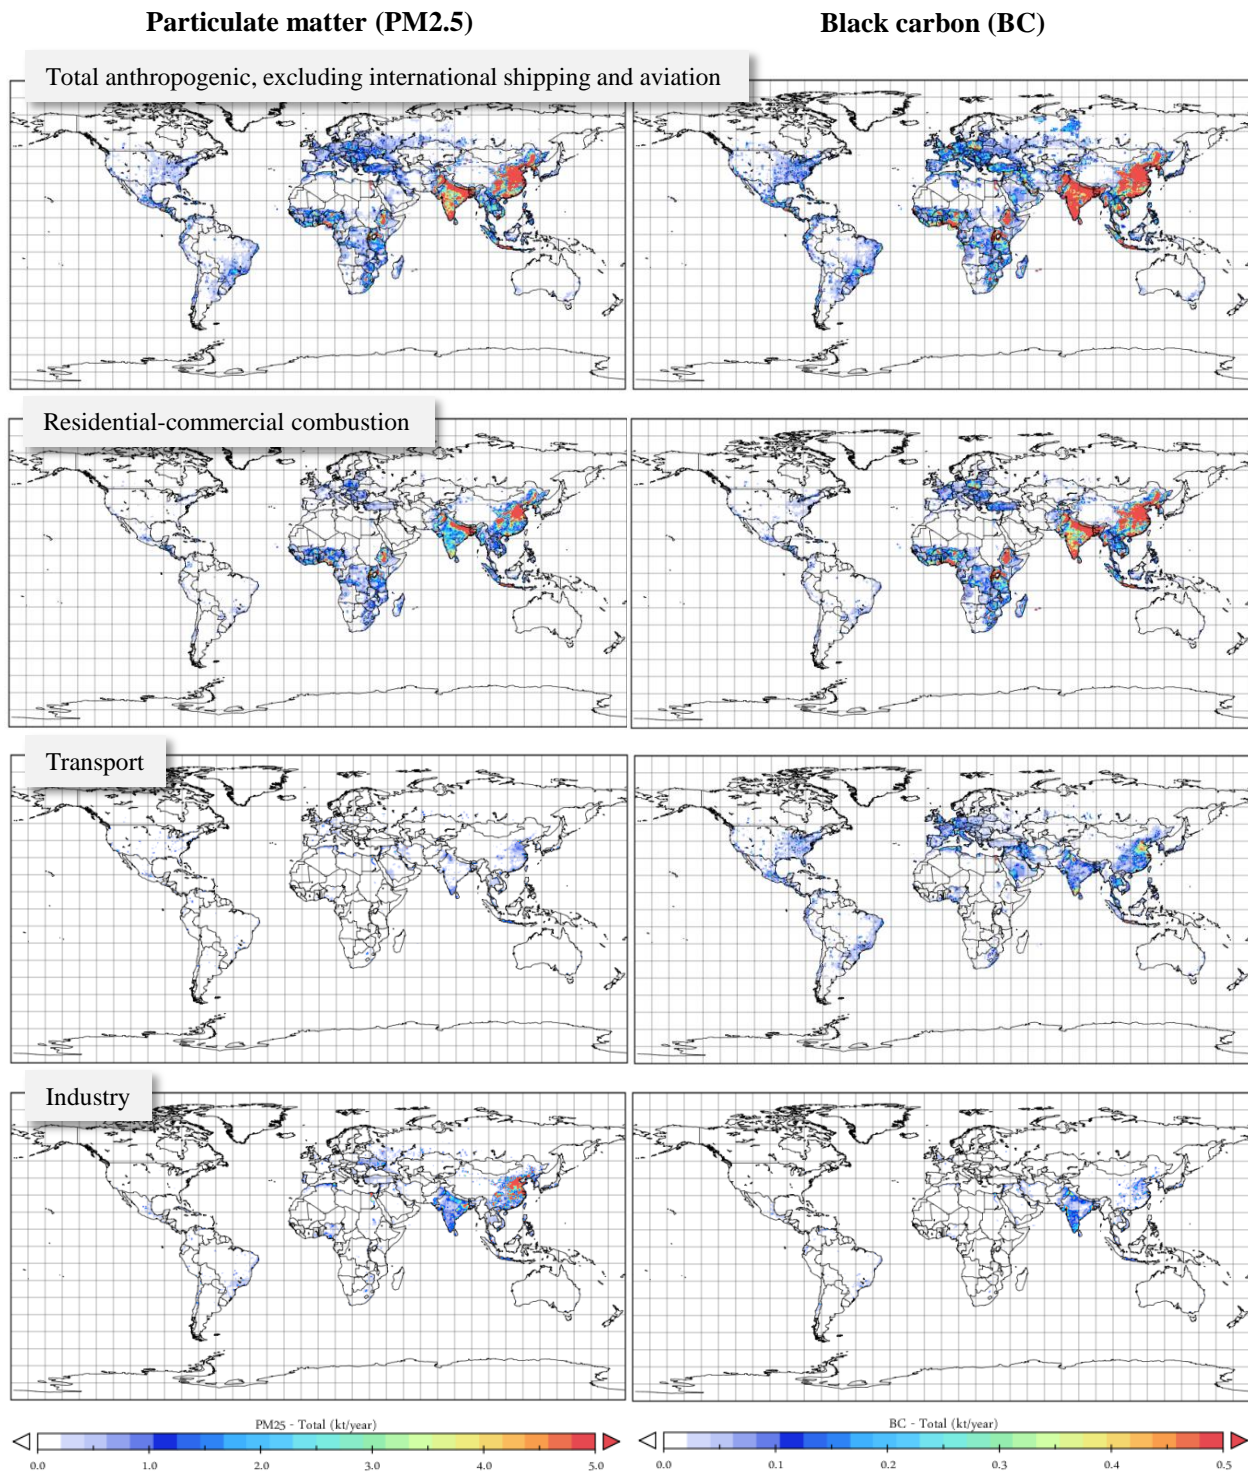 Particulate matter (PM2.5)
Black carbon (BC)
Total anthropogenic, excluding international shipping and aviation
Residential-commercial combustion
Transport
Industry
PM25 - Total (kt/year)
0.0 1.0 2.0 3.0 4.0 5.0
BC - Total (kt/year)
0.0 0.1 0.2 0.3 0.4 0.5